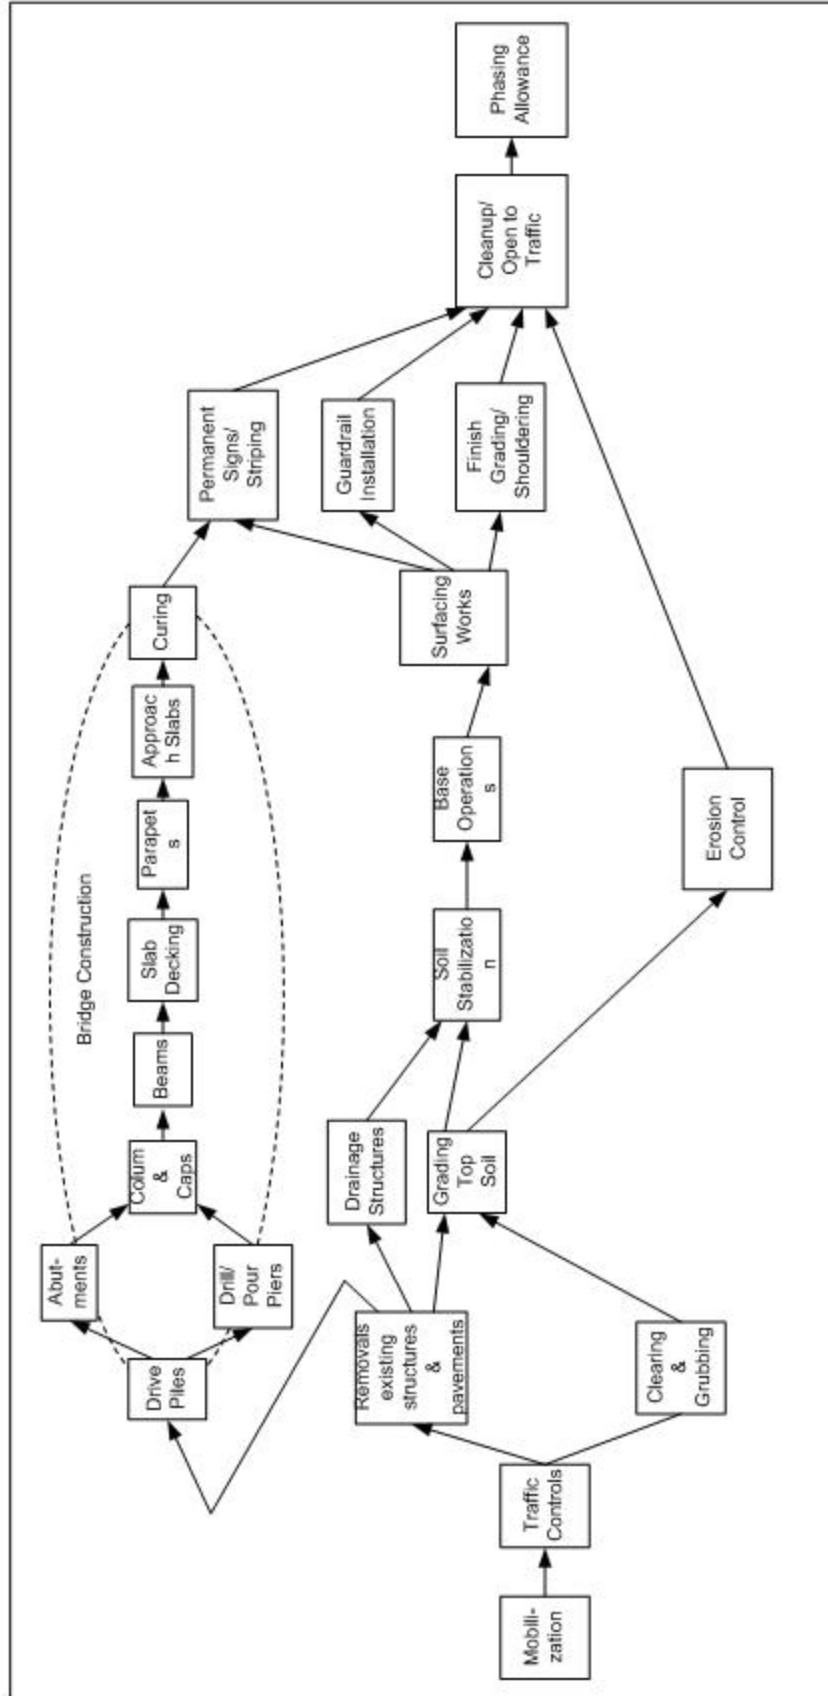 Mobili-
zation
Traffic
Controls
Removals
existing
structures
&
pavements
Clearing
&
Grubbing
Drive
Piles
Abut-
ments
Drill/
Pour
Piers
Colum
&
Caps
Beams
Slab
Decking
Parapet
s
Approac
h Slabs
Curing
Bridge Construction
Drainage
Structures
Grading
Top
Soil
Soil
Stabilizatio
n
Base
Operation
s
Surfacing
Works
Erosion
Control
Permanent
Signs/
Striping
Guardrail
Installation
Finish
Grading/
Shouldering
Cleanup/
Open to
Traffic
Phasing
Allowance